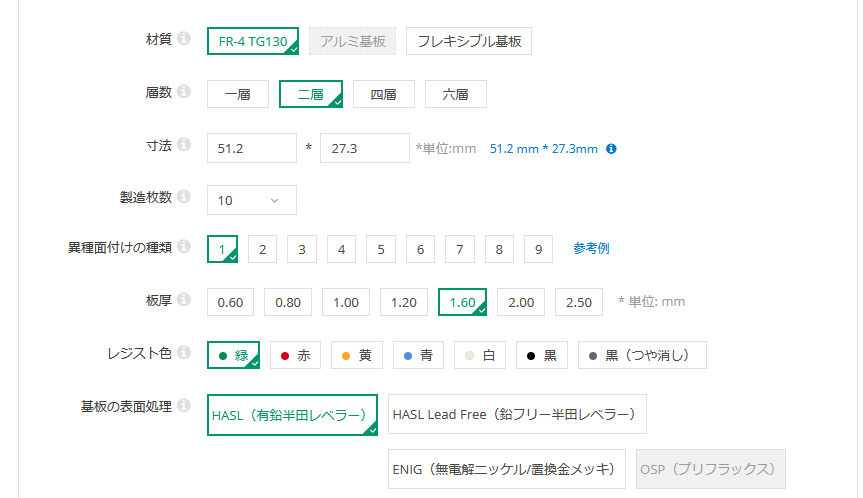 材質 FR-4 TG130 アルミ基板 フレキシブル基板
層数 一層 二層 四層 六層
寸法 51.2 * 27.3 *単位:mm 51.2 mm * 27.3mm
製造枚数 10
異種面付けの種類 1 2 3 4 5 6 7 8 9 参考例
板厚 0.60 0.80 1.00 1.20 1.60 2.00 2.50 * 単位: mm
レジスト色 緑 赤 黄 青 白 黒 黒（つや消し）
基板の表面処理 HASL（有鉛半田レベラー） HASL Lead Free（鉛フリー半田レベラー）
ENIG（無電解ニッケル/置換金メッキ） OSP（プリフラックス）